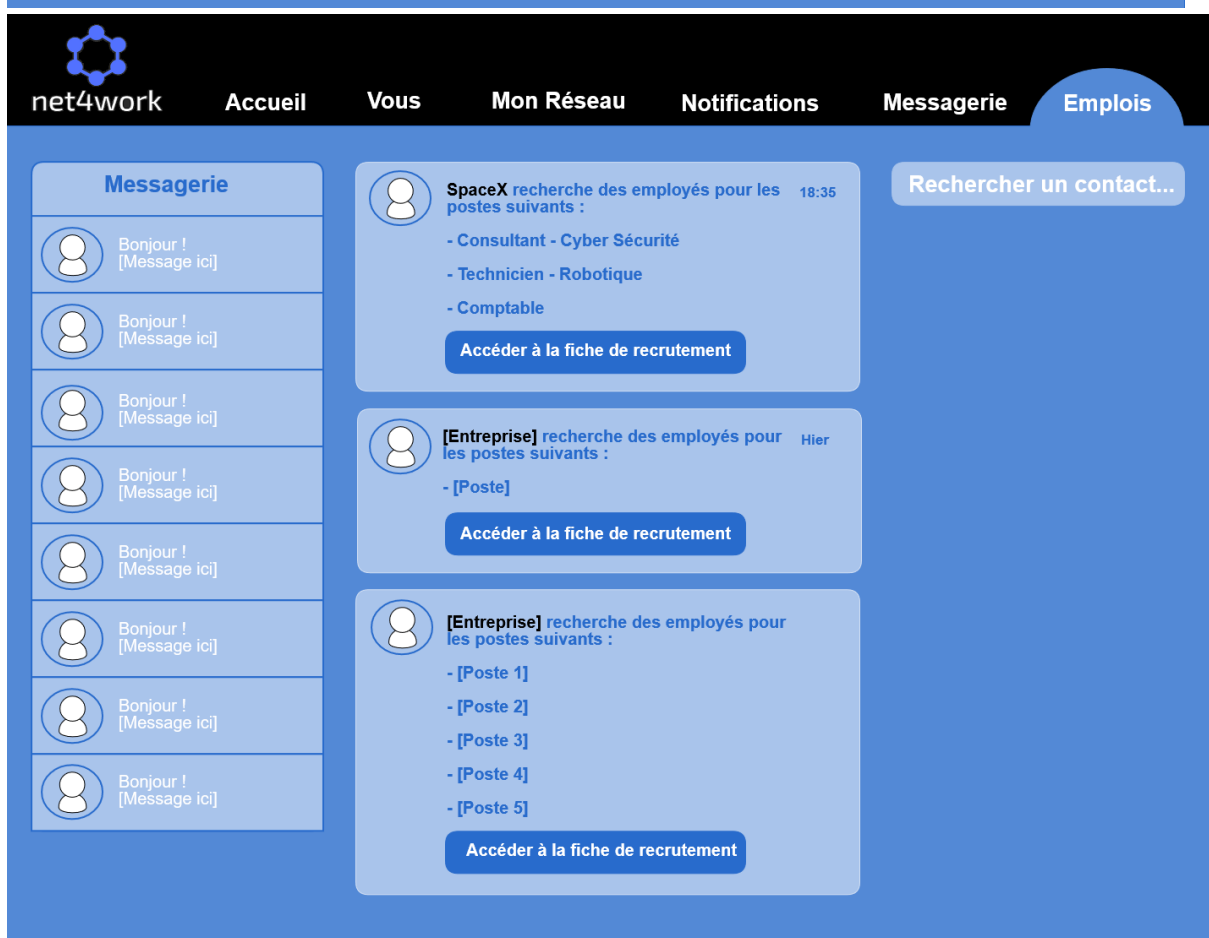 net4work
Accueil
Vous
Mon Réseau
Notifications
Messagerie
Emplois
Messagerie
Bonjour !
[Message ici]
Bonjour !
[Message ici]
Bonjour !
[Message ici]
Bonjour !
[Message ici]
Bonjour !
[Message ici]
Bonjour !
[Message ici]
Bonjour !
[Message ici]
Bonjour !
[Message ici]
SpaceX recherche des employés pour les
postes suivants :
18:35
- Consultant - Cyber Sécurité
- Technicien - Robotique
- Comptable
Accéder à la fiche de recrutement
[Entreprise] recherche des employés pour
les postes suivants :
Hier
- [Poste]
Accéder à la fiche de recrutement
[Entreprise] recherche des employés pour
les postes suivants :
- [Poste 1]
- [Poste 2]
- [Poste 3]
- [Poste 4]
- [Poste 5]
Accéder à la fiche de recrutement
Rechercher un contact...